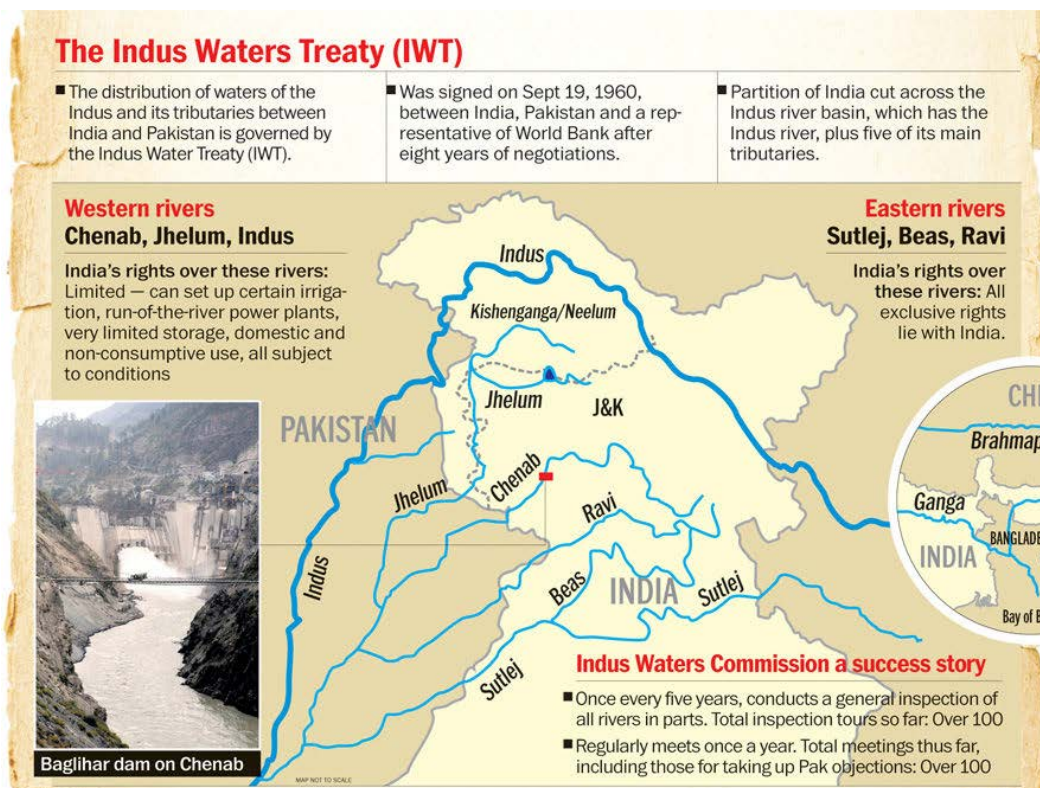 The Indus Waters Treaty (IWT)
■ The distribution of waters of the
Indus and its tributaries between
India and Pakistan is governed by
the Indus Water Treaty (IWT).
■ Was signed on Sept 19, 1960,
between India, Pakistan and a rep-
resentative of World Bank after
eight years of negotiations.
■ Partition of India cut across the
Indus river basin, which has the
Indus river, plus five of its main
tributaries.
Western rivers
Chenab, Jhelum, Indus
India's rights over these rivers:
Limited — can set up certain irriga-
tion, run-of-the-river power plants,
very limited storage, domestic and
non-consumptive use, all subject
to conditions
Eastern rivers
Sutlej, Beas, Ravi
India's rights over
these rivers: All
exclusive rights
lie with India.
Indus
Kishenganga/Neelum
Jhelum
J&K
PAKISTAN
Chenab
Jhelum
Ravi
Indus
Beas
INDIA
Sutlej
Sutlej
CHI
Brahmap
Ganga
BANGLADE
INDIA
Bay of B
Indus Waters Commission a success story
■ Once every five years, conducts a general inspection of
all rivers in parts. Total inspection tours so far: Over 100
■ Regularly meets once a year. Total meetings thus far,
including those for taking up Pak objections: Over 100
Baglihar dam on Chenab
MAP NOT TO SCALE